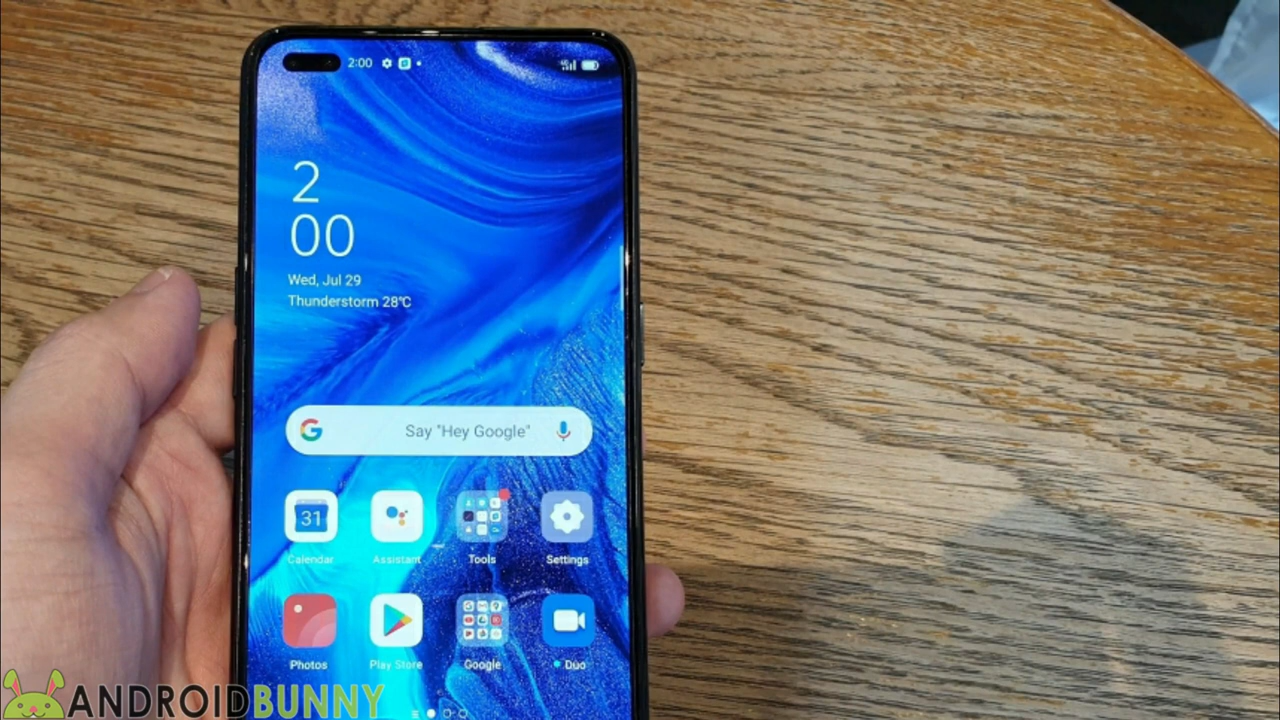 2:00
2
00
Wed, Jul 29
Thunderstorm 28℃
Say "Hey Google"
31
Calendar
Assistant
Tools
Settings
Photos
Play Store
Google
Duo
ANDROIDBUNNY